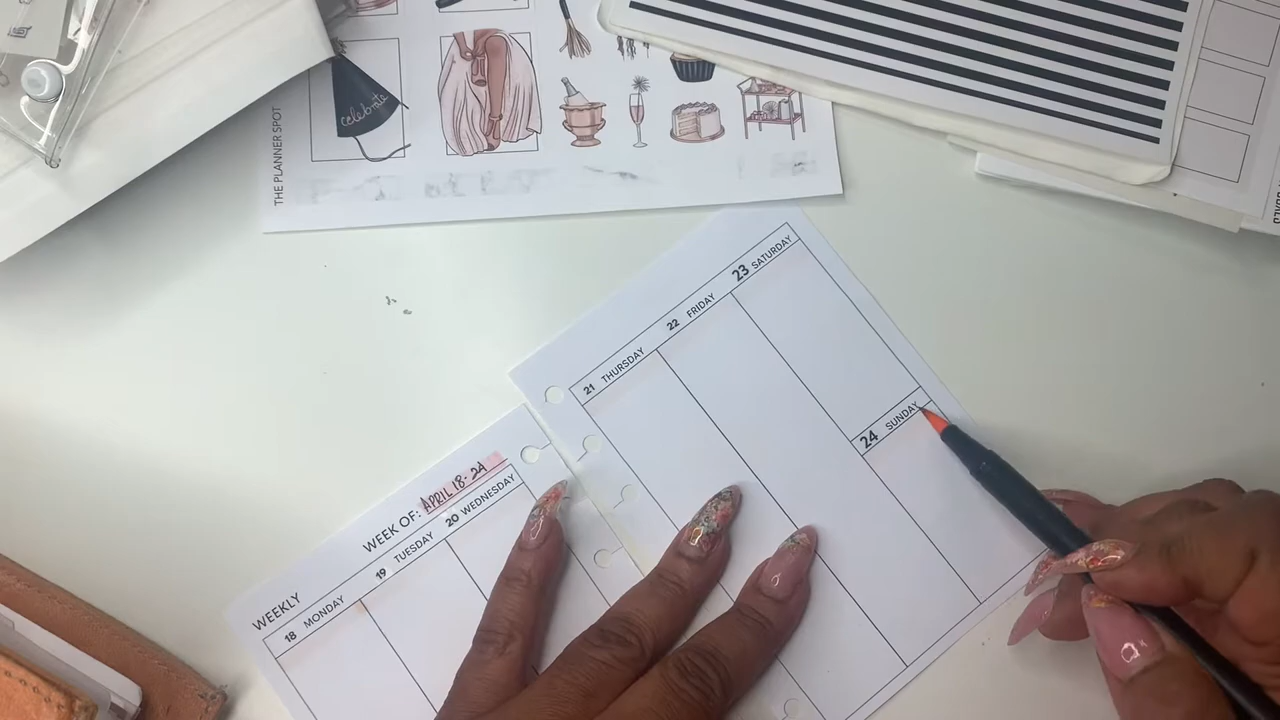 celebrate
THE PLANNER SPOT
WEEKLY
WEEK OF: APRIL 18-24
18 MONDAY
19 TUESDAY
20 WEDNESDAY
21 THURSDAY
22 FRIDAY
23 SATURDAY
24 SUNDAY